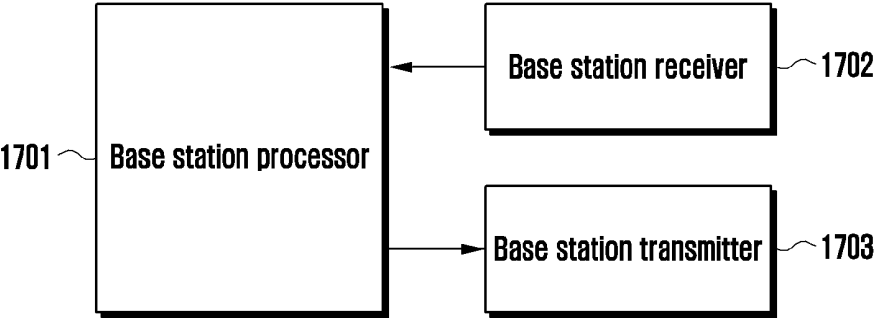 Base station receiver
1702
1701
Base station processor
Base station transmitter
1703